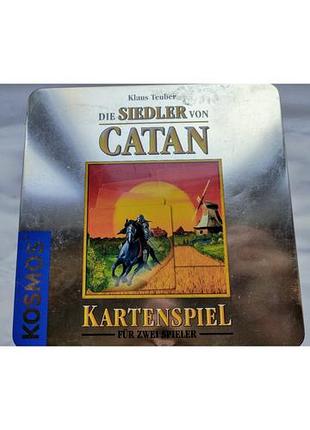 Klaus Teuber
DIE SIEDLER VON
CATAN
KOSMOS
KARTENSPIEL
FÜR ZWEI SPIELER